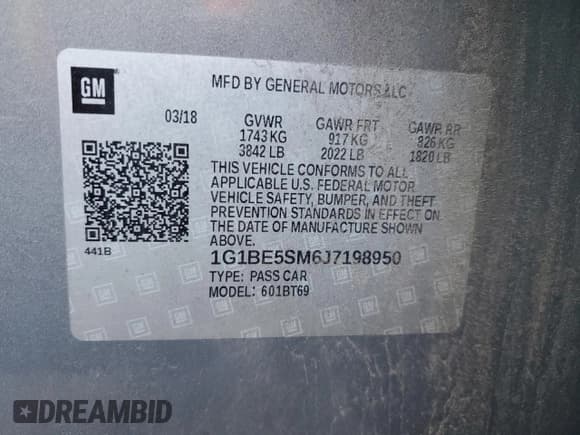 GM
MFD BY GENERAL MOTORS LLC
03/18 GVWR GAWR FRT GAWR RR
1743 KG 917 KG 826 KG
3842 LB 2022 LB 1820 LB
THIS VEHICLE CONFORMS TO ALL
APPLICABLE U.S. FEDERAL MOTOR
VEHICLE SAFETY, BUMPER, AND THEFT
PREVENTION STANDARDS IN EFFECT ON
THE DATE OF MANUFACTURE SHOWN
ABOVE.
441B
1G1BE5SM6J7198950
TYPE: PASS CAR
MODEL: 601BT69
DREAMBID